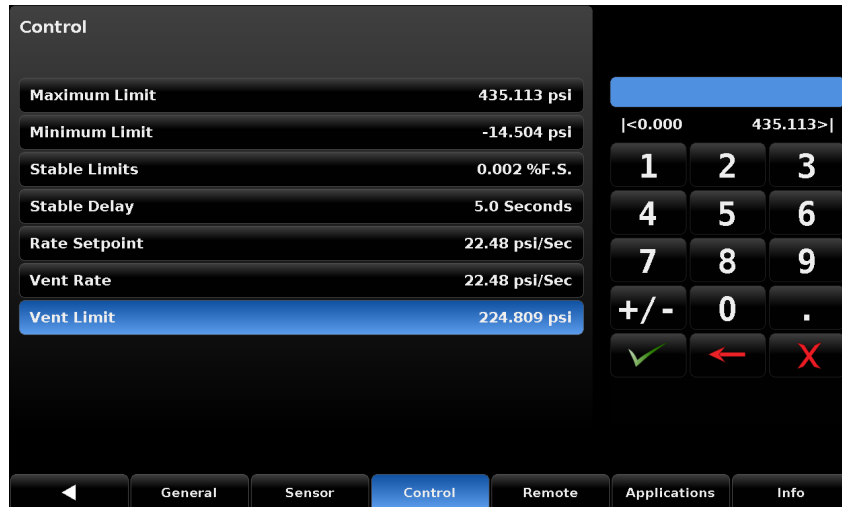 Control
Maximum Limit 435.113 psi
Minimum Limit -14.504 psi
Stable Limits 0.002 %F.S.
Stable Delay 5.0 Seconds
Rate Setpoint 22.48 psi/Sec
Vent Rate 22.48 psi/Sec
Vent Limit 224.809 psi
|<0.000 435.113>|
1 2 3
4 5 6
7 8 9
+/- 0 .
X
General Sensor Control Remote Applications Info